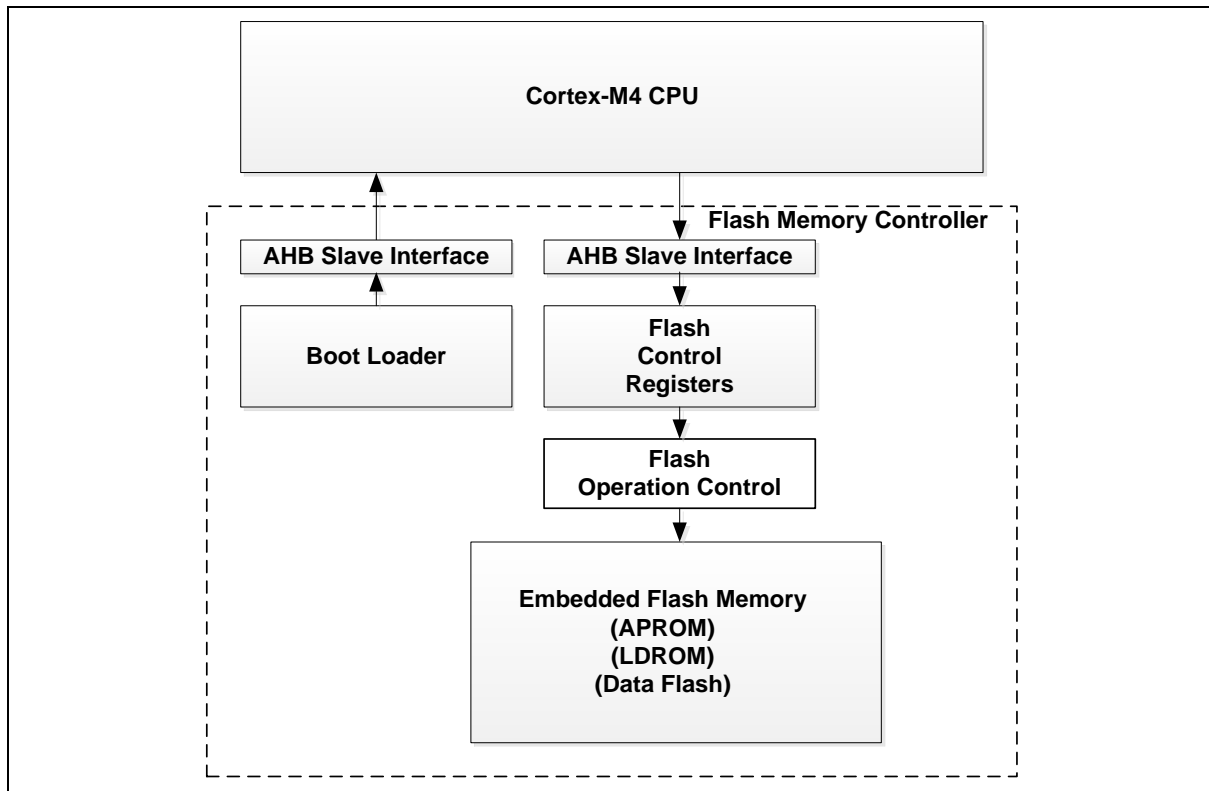 Cortex-M4 CPU
Flash Memory Controller
AHB Slave Interface
AHB Slave Interface
Boot Loader
Flash
Control
Registers
Flash
Operation Control
Embedded Flash Memory
(APROM)
(LDROM)
(Data Flash)